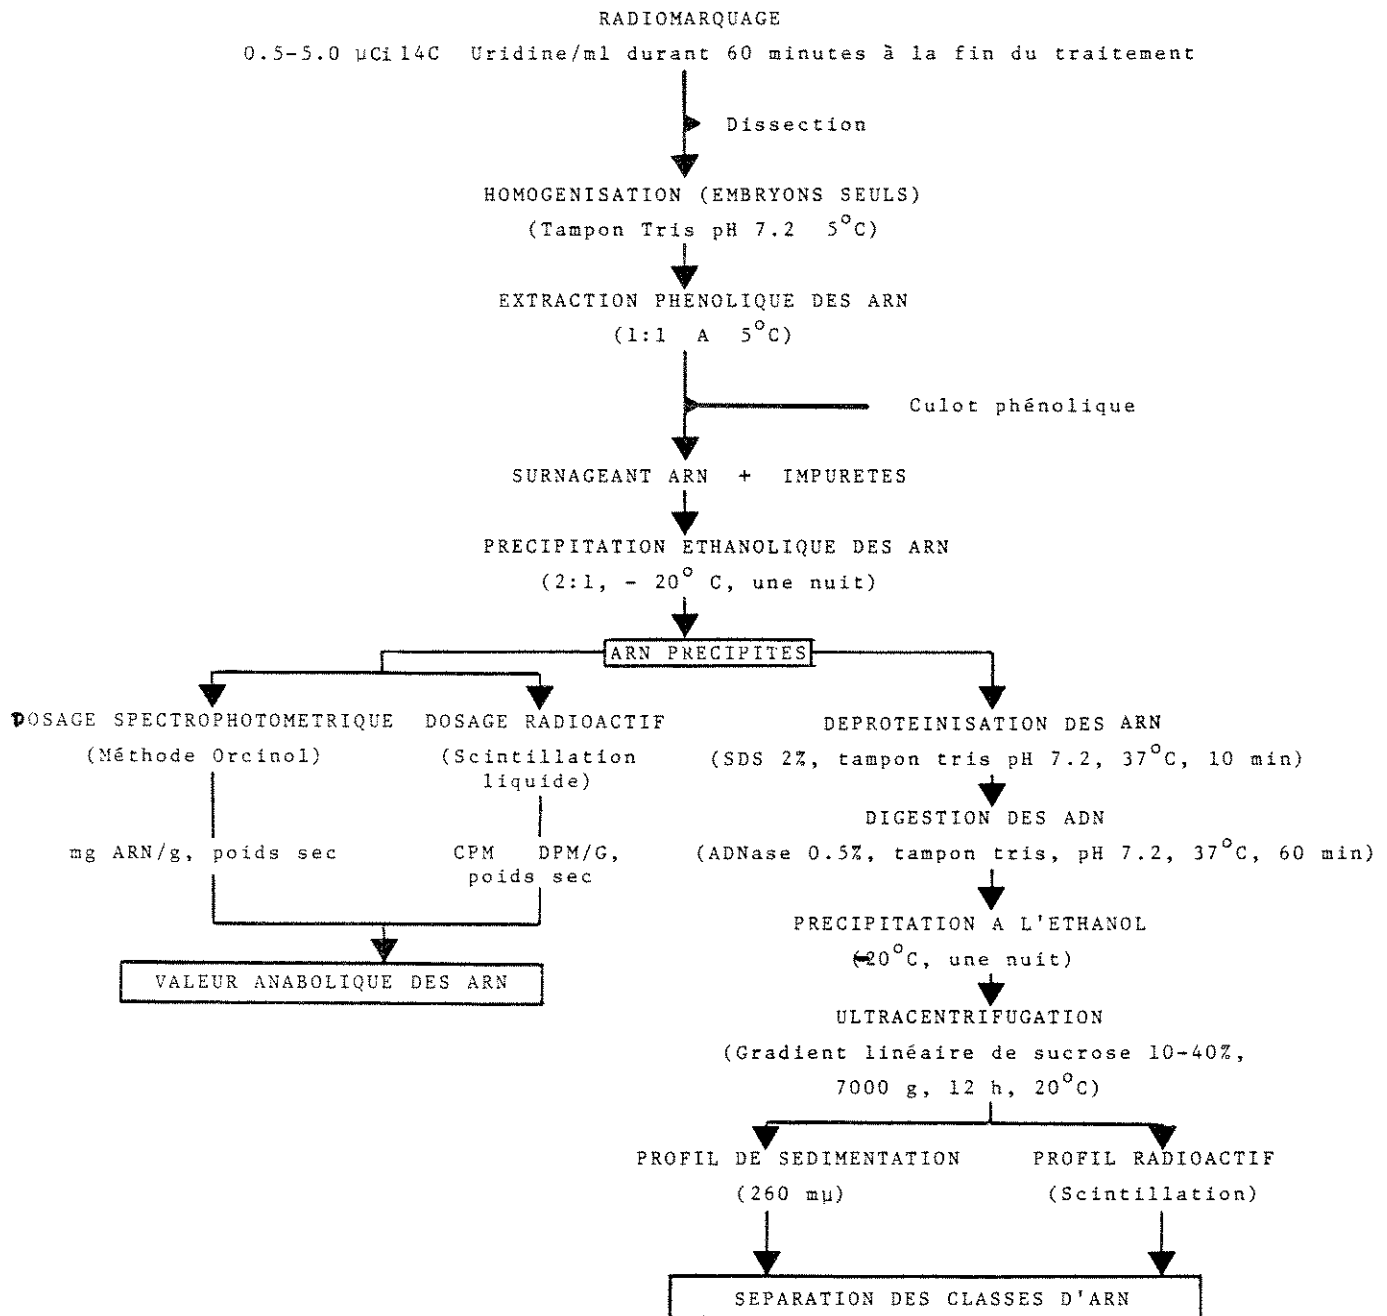 RADIOMARQUAGE
0.5-5.0 µCi 14C Uridine/ml durant 60 minutes à la fin du traitement
Dissection
HOMOGENISATION (EMBRYONS SEULS)
(Tampon Tris pH 7.2 5°C)
EXTRACTION PHENOLIQUE DES ARN
(1:1 A 5°C)
Culot phénolique
SURNAGEANT ARN + IMPURETES
PRECIPITATION ETHANOLIQUE DES ARN
(2:1, - 20° C, une nuit)
ARN PRECIPITES
DOSAGE SPECTROPHOTOMETRIQUE
(Méthode Orcinol)
mg ARN/g, poids sec
DOSAGE RADIOACTIF
(Scintillation
liquide)
CPM DPM/G,
poids sec
VALEUR ANABOLIQUE DES ARN
DEPROTEINISATION DES ARN
(SDS 2%, tampon tris pH 7.2, 37°C, 10 min)
DIGESTION DES ADN
(ADNase 0.5%, tampon tris, pH 7.2, 37°C, 60 min)
PRECIPITATION A L'ETHANOL
(-20°C, une nuit)
ULTRACENTRIFUGATION
(Gradient linéaire de sucrose 10-40%,
7000 g, 12 h, 20°C)
PROFIL DE SEDIMENTATION
(260 mµ)
PROFIL RADIOACTIF
(Scintillation)
SEPARATION DES CLASSES D'ARN